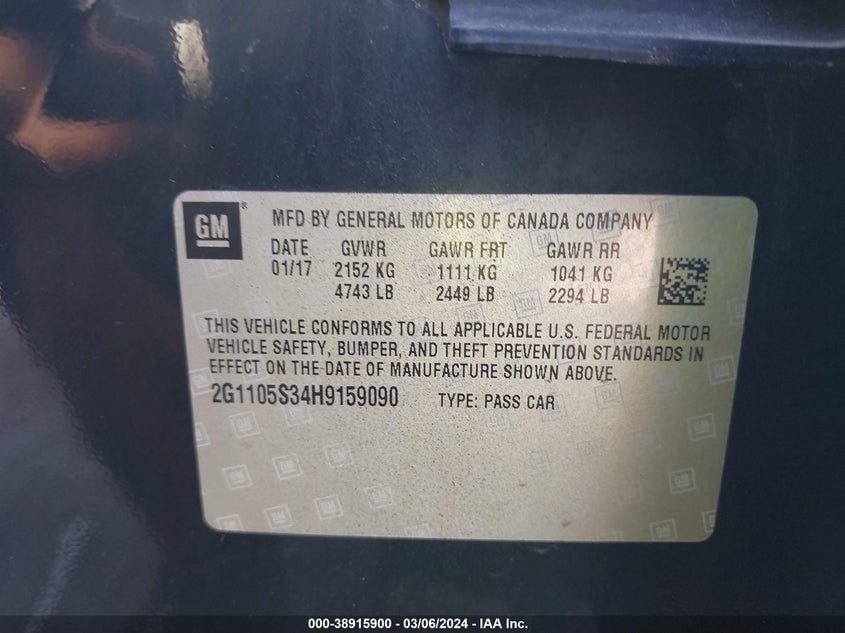 GM ®
MFD BY GENERAL MOTORS OF CANADA COMPANY
DATE GVWR GAWR FRT GAWR RR
01/17 2152 KG 1111 KG 1041 KG
4743 LB 2449 LB 2294 LB
THIS VEHICLE CONFORMS TO ALL APPLICABLE U.S. FEDERAL MOTOR
VEHICLE SAFETY, BUMPER, AND THEFT PREVENTION STANDARDS IN
EFFECT ON THE DATE OF MANUFACTURE SHOWN ABOVE.
2G1105S34H9159090 TYPE: PASS CAR
000-38915900 - 03/06/2024 - IAA Inc.